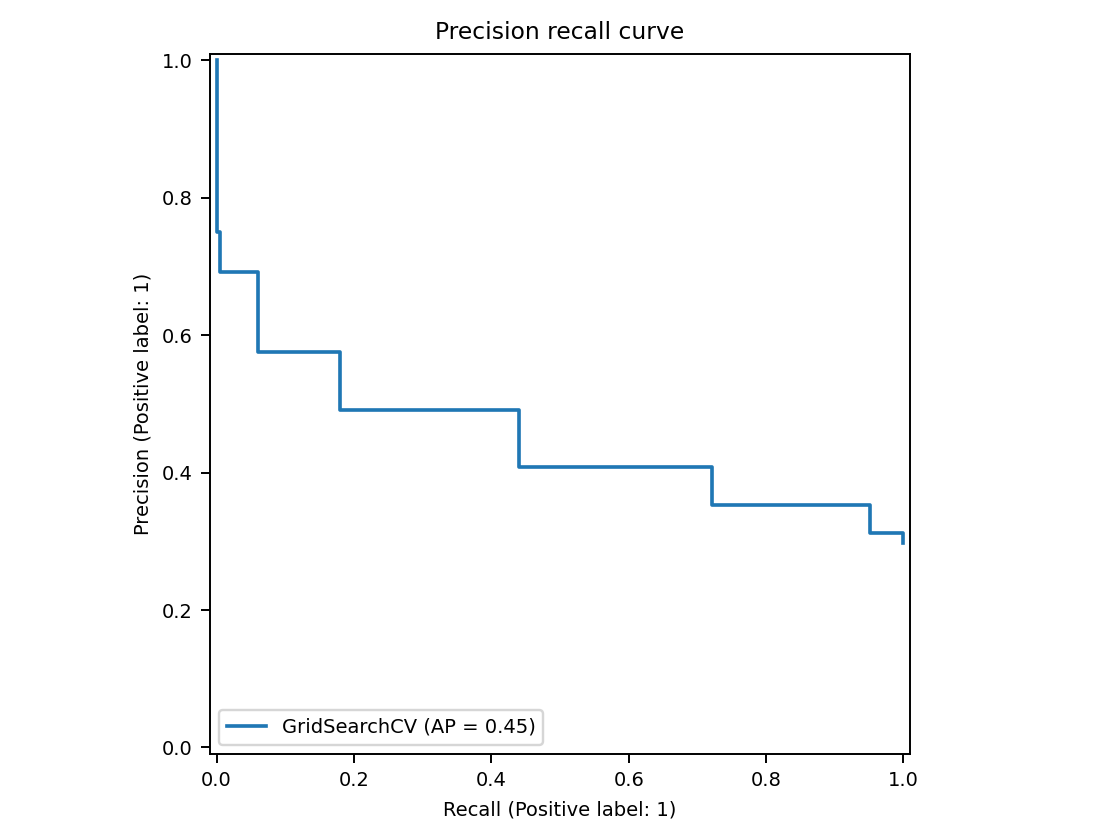 Precision recall curve
1.0
0.8
0.6
0.4
0.2
0.0
Precision (Positive label: 1)
GridSearchCV (AP = 0.45)
0.0 0.2 0.4 0.6 0.8 1.0
Recall (Positive label: 1)